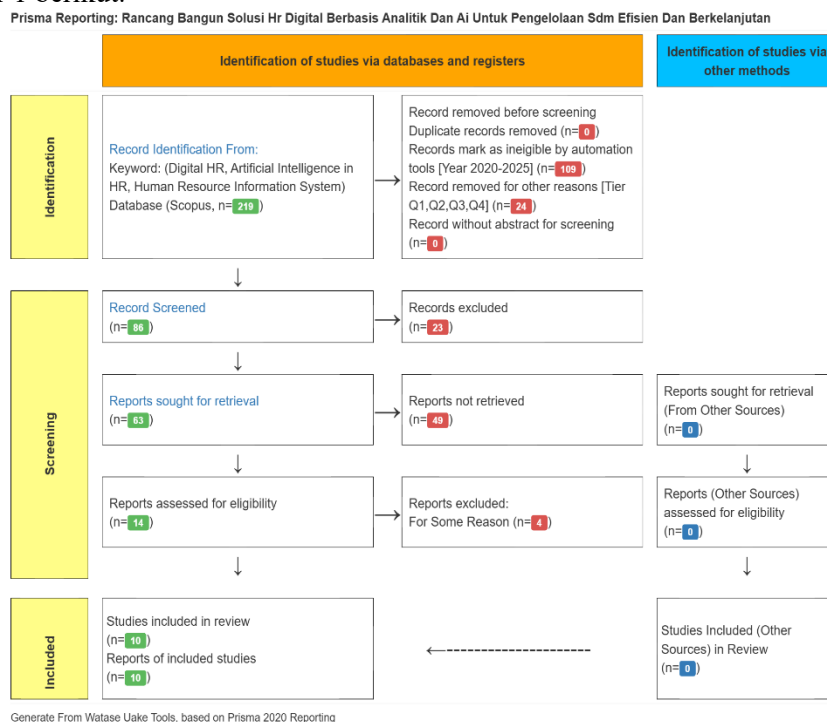 Prisma Reporting: Rancang Bangun Solusi Hr Digital Berbasis Analitik Dan Ai Untuk Pengelolaan Sdm Efisien Dan Berkelanjutan
Identification of studies via databases and registers
Identification of studies via
other methods
Identification
Record Identification From:
Keyword: (Digital HR, Artificial Intelligence in
HR, Human Resource Information System)
Database (Scopus, n= 219 )
Record removed before screening
Duplicate records removed (n= 0 )
Records mark as ineigible by automation
tools [Year 2020-2025] (n= 109 )
Record removed for other reasons [Tier
Q1,Q2,Q3,Q4] (n= 24 )
Record without abstract for screening
(n= 0 )
Screening
Record Screened
(n= 86 )
Records excluded
(n= 23 )
Reports sought for retrieval
(n= 63 )
Reports not retrieved
(n= 49 )
Reports sought for retrieval
(From Other Sources)
(n= 0 )
Reports assessed for eligibility
(n= 14 )
Reports excluded:
For Some Reason (n= 4 )
Reports (Other Sources)
assessed for eligibility
(n= 0 )
Included
Studies included in review
(n= 10 )
Reports of included studies
(n= 10 )
Studies Included (Other
Sources) in Review
(n= 0 )
Generate From Watase Uake Tools, based on Prisma 2020 Reporting